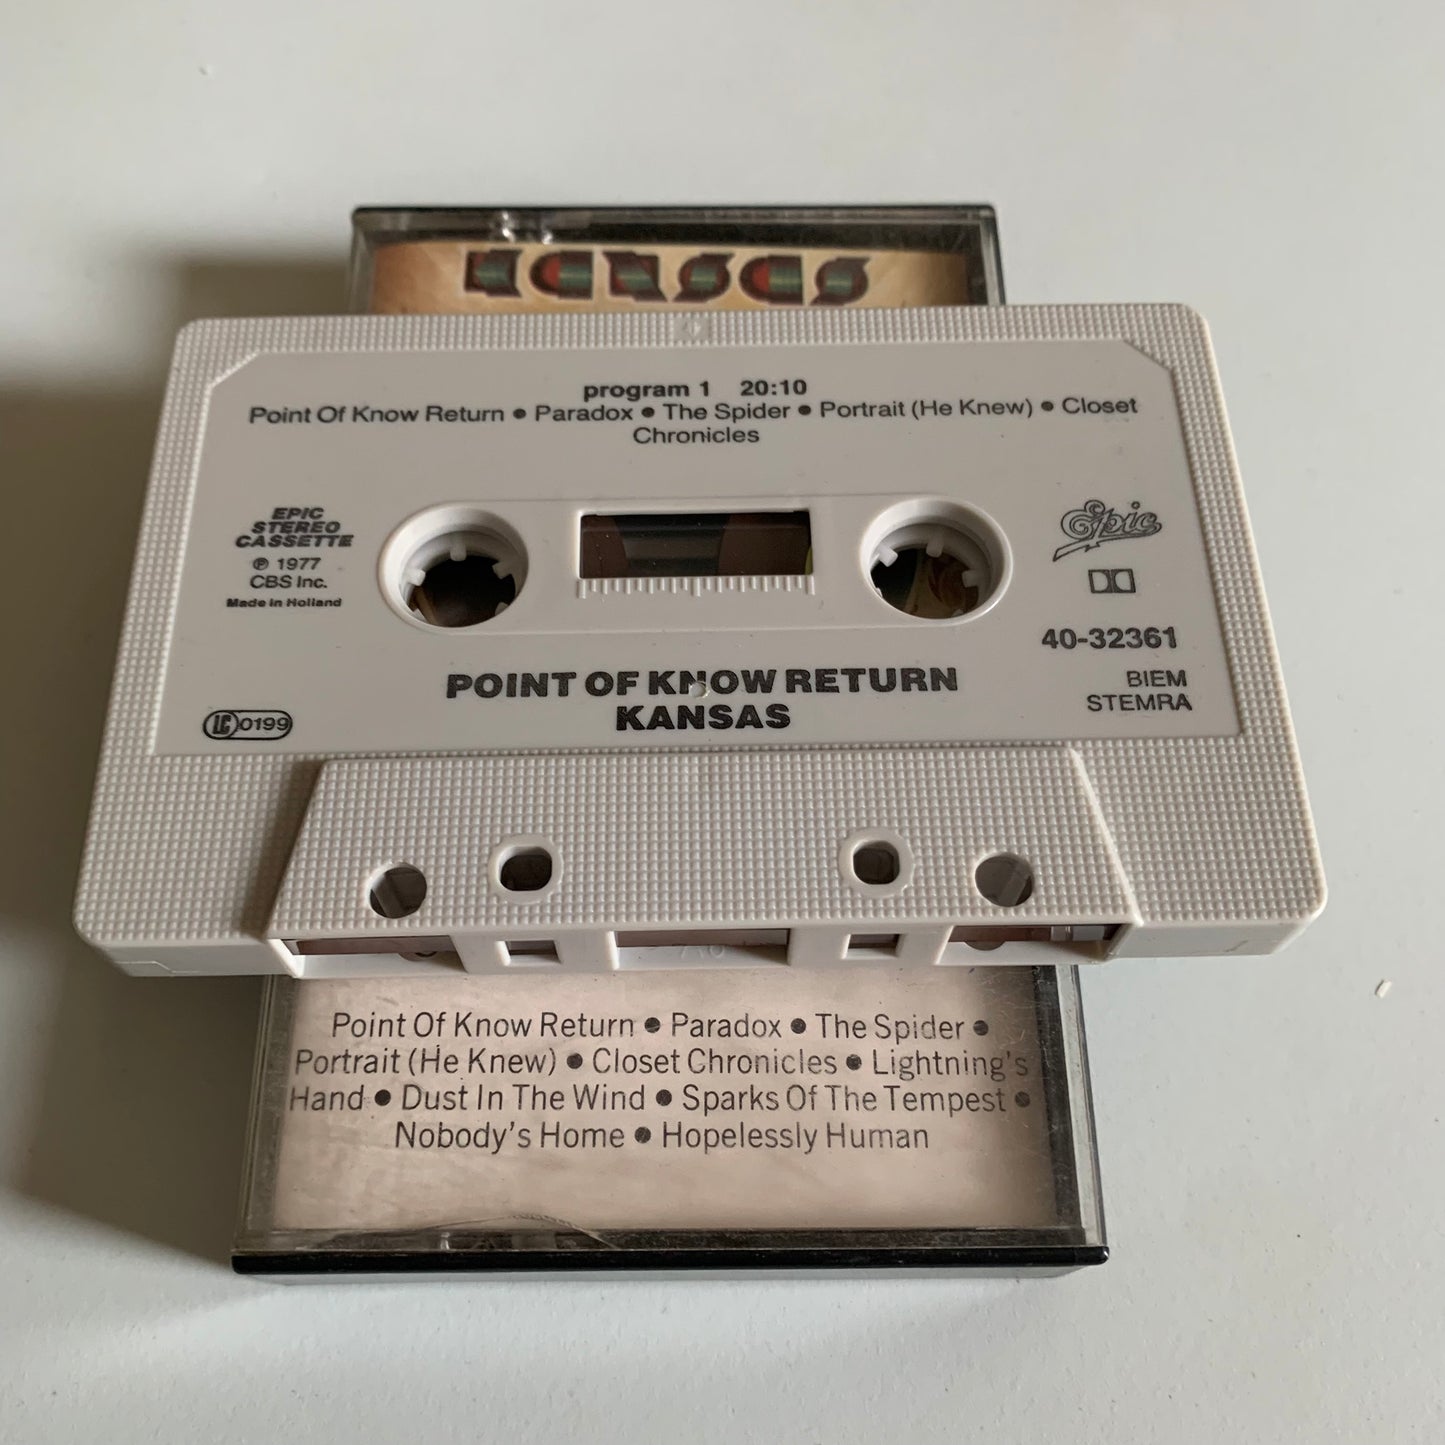 KANSAS
program 1 20:10
Point Of Know Return • Paradox • The Spider • Portrait (He Knew) • Closet
Chronicles
EPIC
STEREO
CASSETTE
℗ 1977
CBS Inc.
Made in Holland
Epic
40-32361
BIEM
STEMRA
POINT OF KNOW RETURN
KANSAS
LC 0199
Point Of Know Return • Paradox • The Spider •
Portrait (He Knew) • Closet Chronicles • Lightning's
Hand • Dust In The Wind • Sparks Of The Tempest •
Nobody's Home • Hopelessly Human